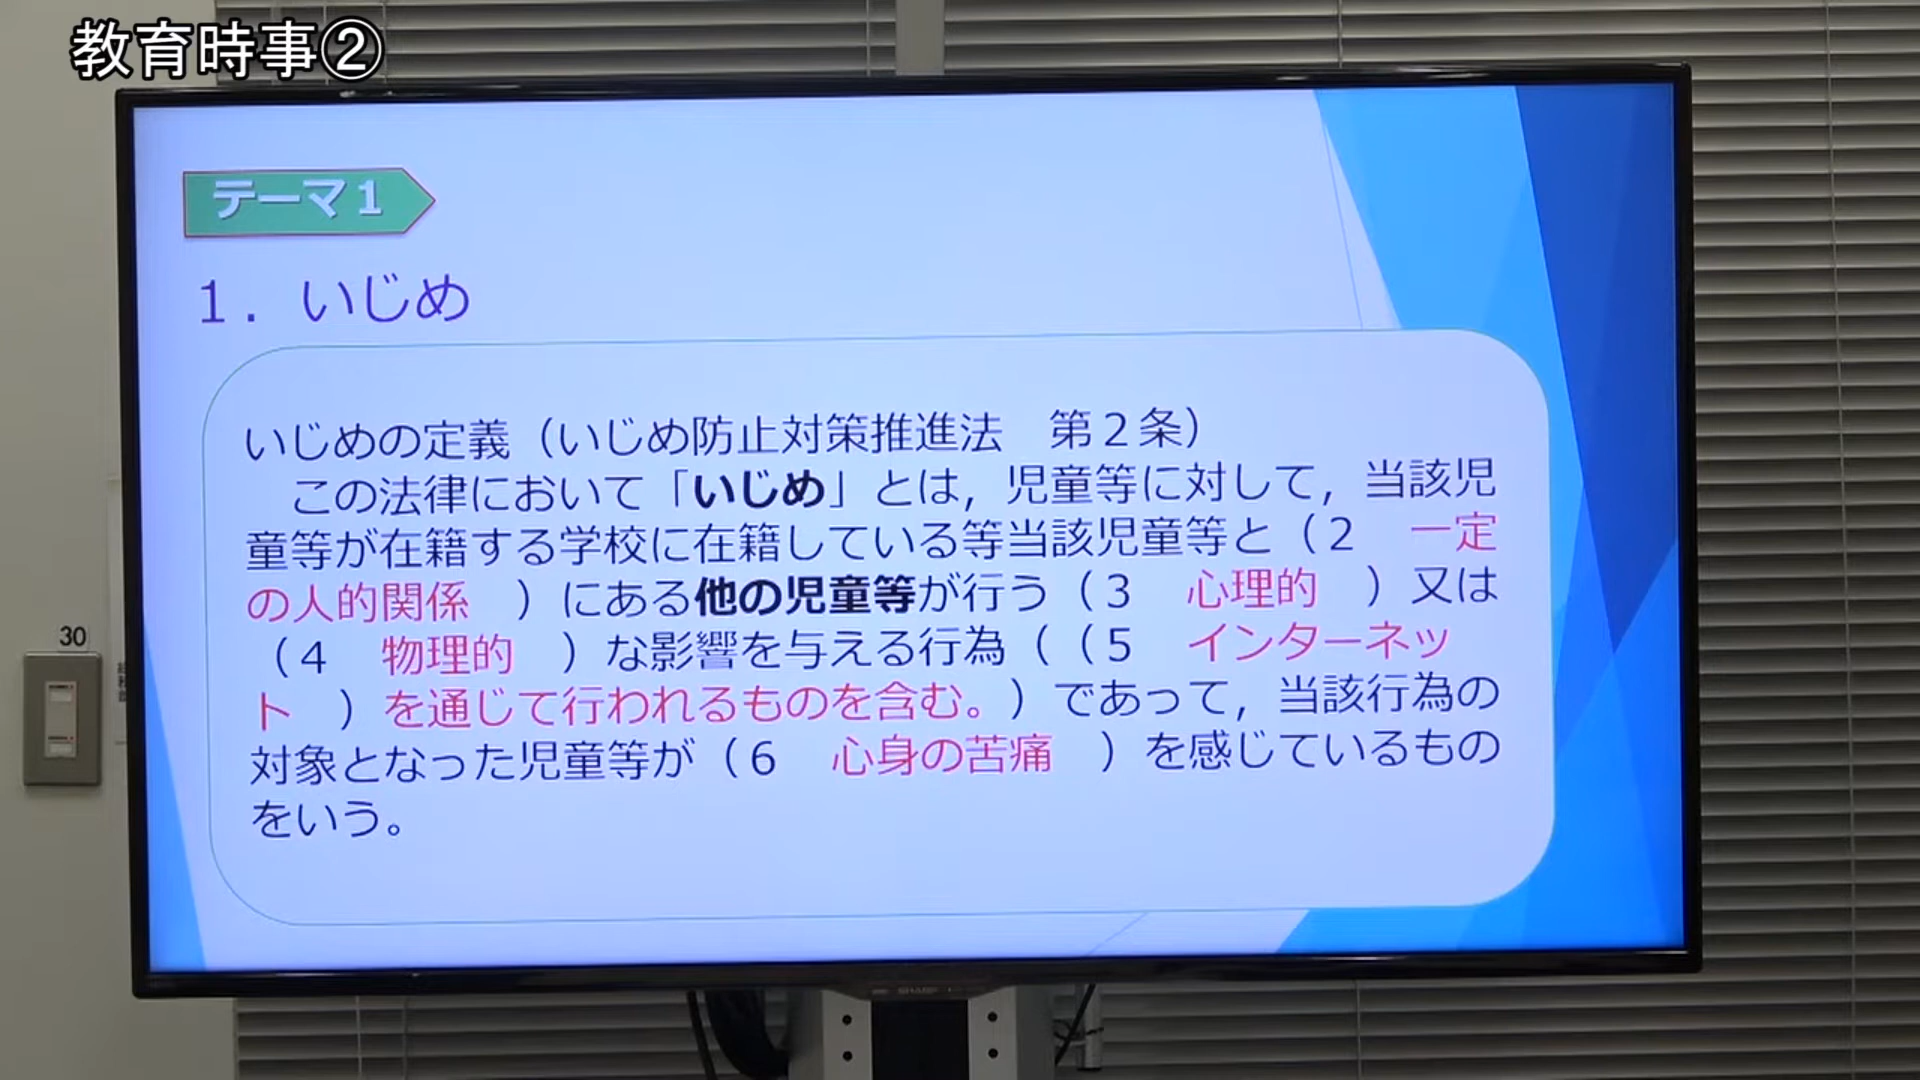 教育時事②
テーマ1
1．いじめ
いじめの定義（いじめ防止対策推進法　第２条）
この法律において「いじめ」とは，児童等に対して，当該児
童等が在籍する学校に在籍している等当該児童等と（２　一定
の人的関係　）にある他の児童等が行う（３　心理的　）又は
（４　物理的　）な影響を与える行為（（５　インターネッ
ト　）を通じて行われるものを含む。）であって，当該行為の
対象となった児童等が（６　心身の苦痛　）を感じているもの
をいう。
30